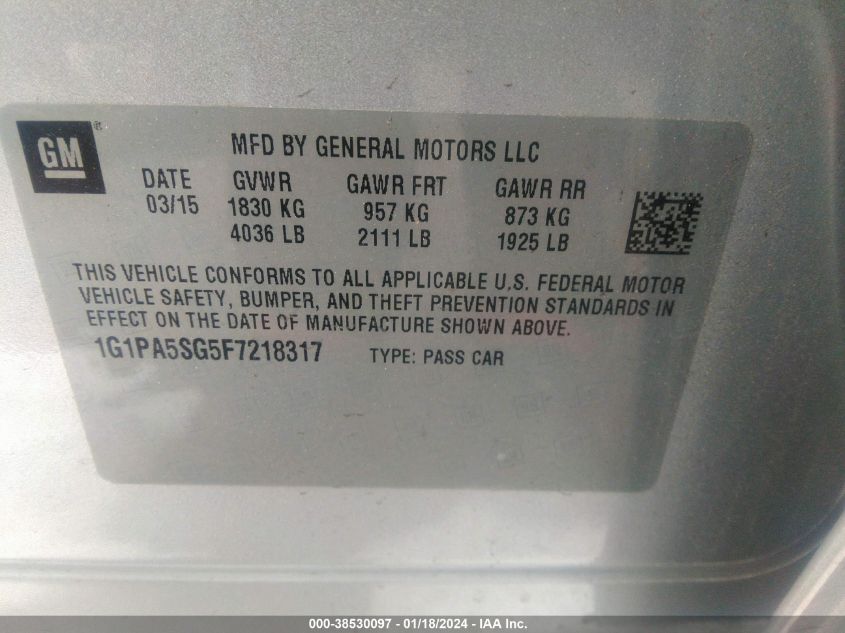 GM®
MFD BY GENERAL MOTORS LLC
DATE GVWR GAWR FRT GAWR RR
03/15 1830 KG 957 KG 873 KG
4036 LB 2111 LB 1925 LB
THIS VEHICLE CONFORMS TO ALL APPLICABLE U.S. FEDERAL MOTOR
VEHICLE SAFETY, BUMPER, AND THEFT PREVENTION STANDARDS IN
EFFECT ON THE DATE OF MANUFACTURE SHOWN ABOVE.
1G1PA5SG5F7218317 TYPE: PASS CAR
000-38530097 - 01/18/2024 - IAA Inc.